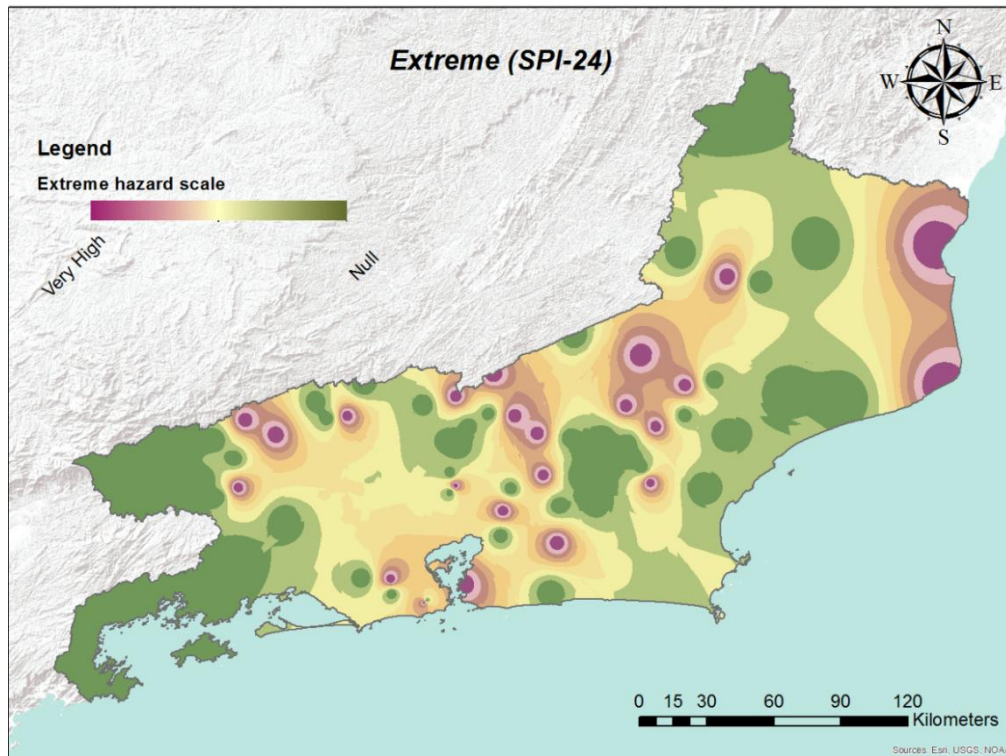 Extreme (SPI-24)
N
W
E
S
Legend
Extreme hazard scale
Very High
Null
0 15 30 60 90 120
Kilometers
Sources: Esri, USGS, NOA